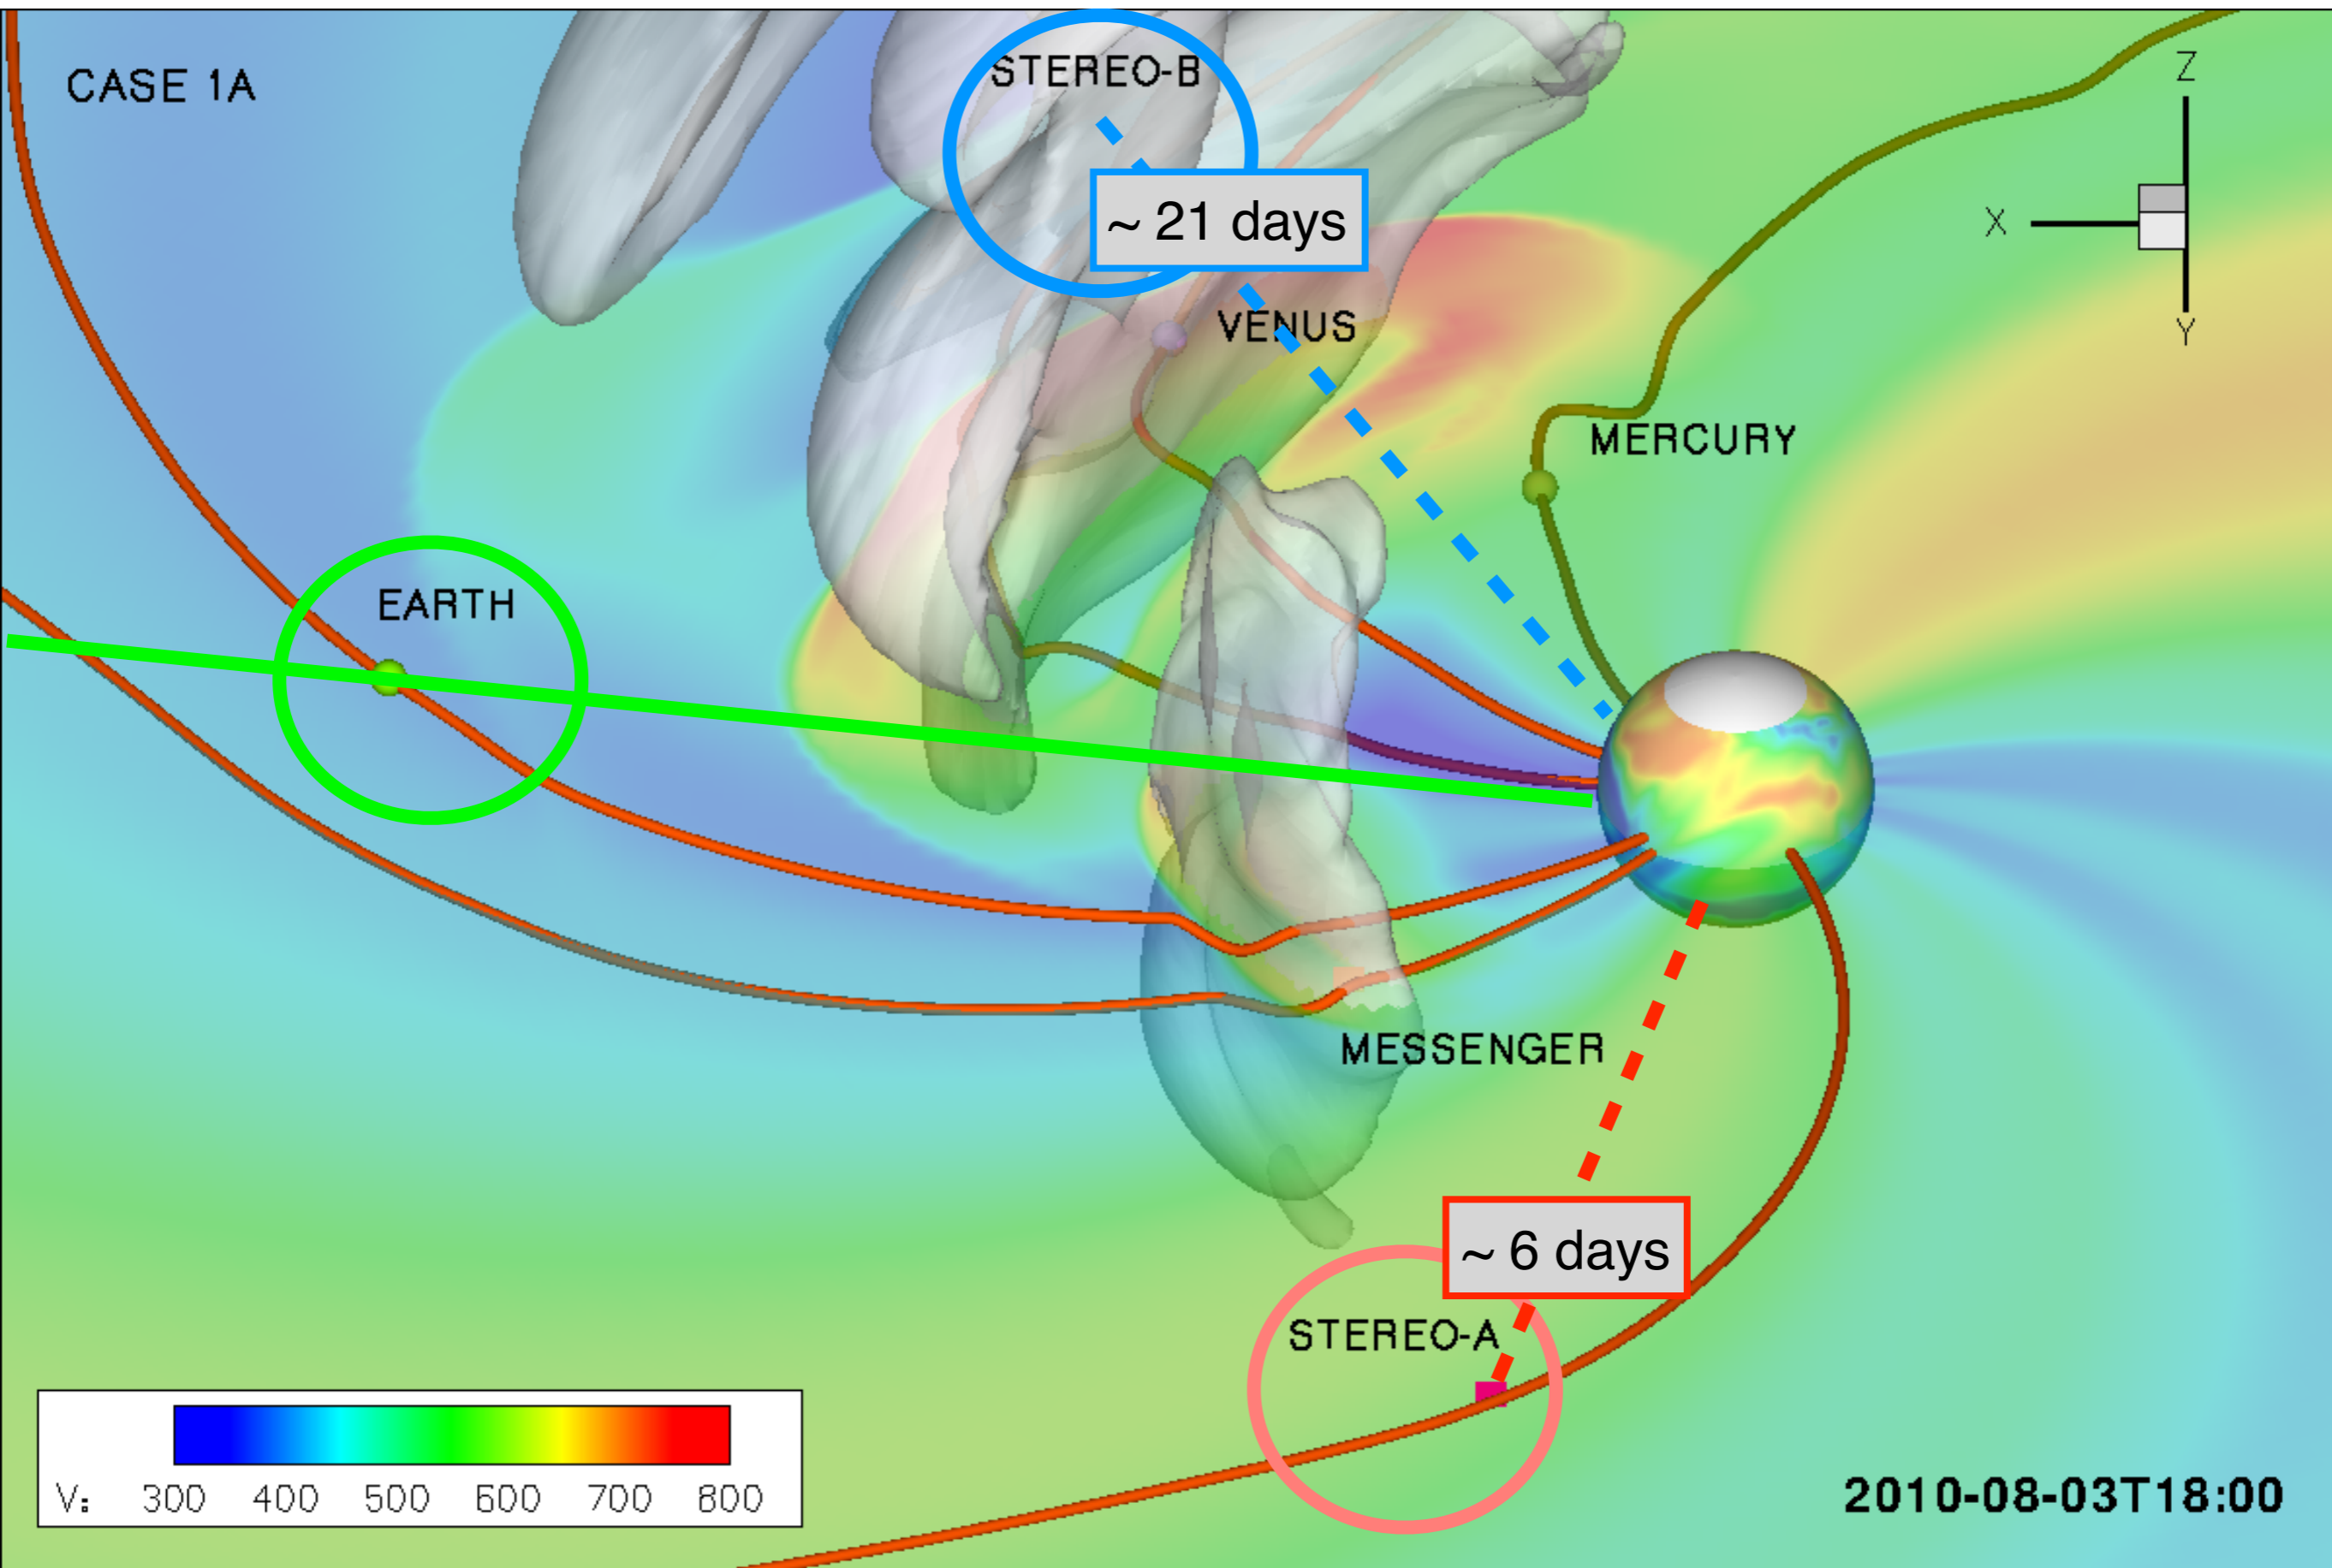 CASE 1A
STEREO-B
Z
~ 21 days
X
VENUS
Y
MERCURY
EARTH
MESSENGER
~ 6 days
STEREO-A
V: 300 400 500 600 700 800
2010-08-03T18:00